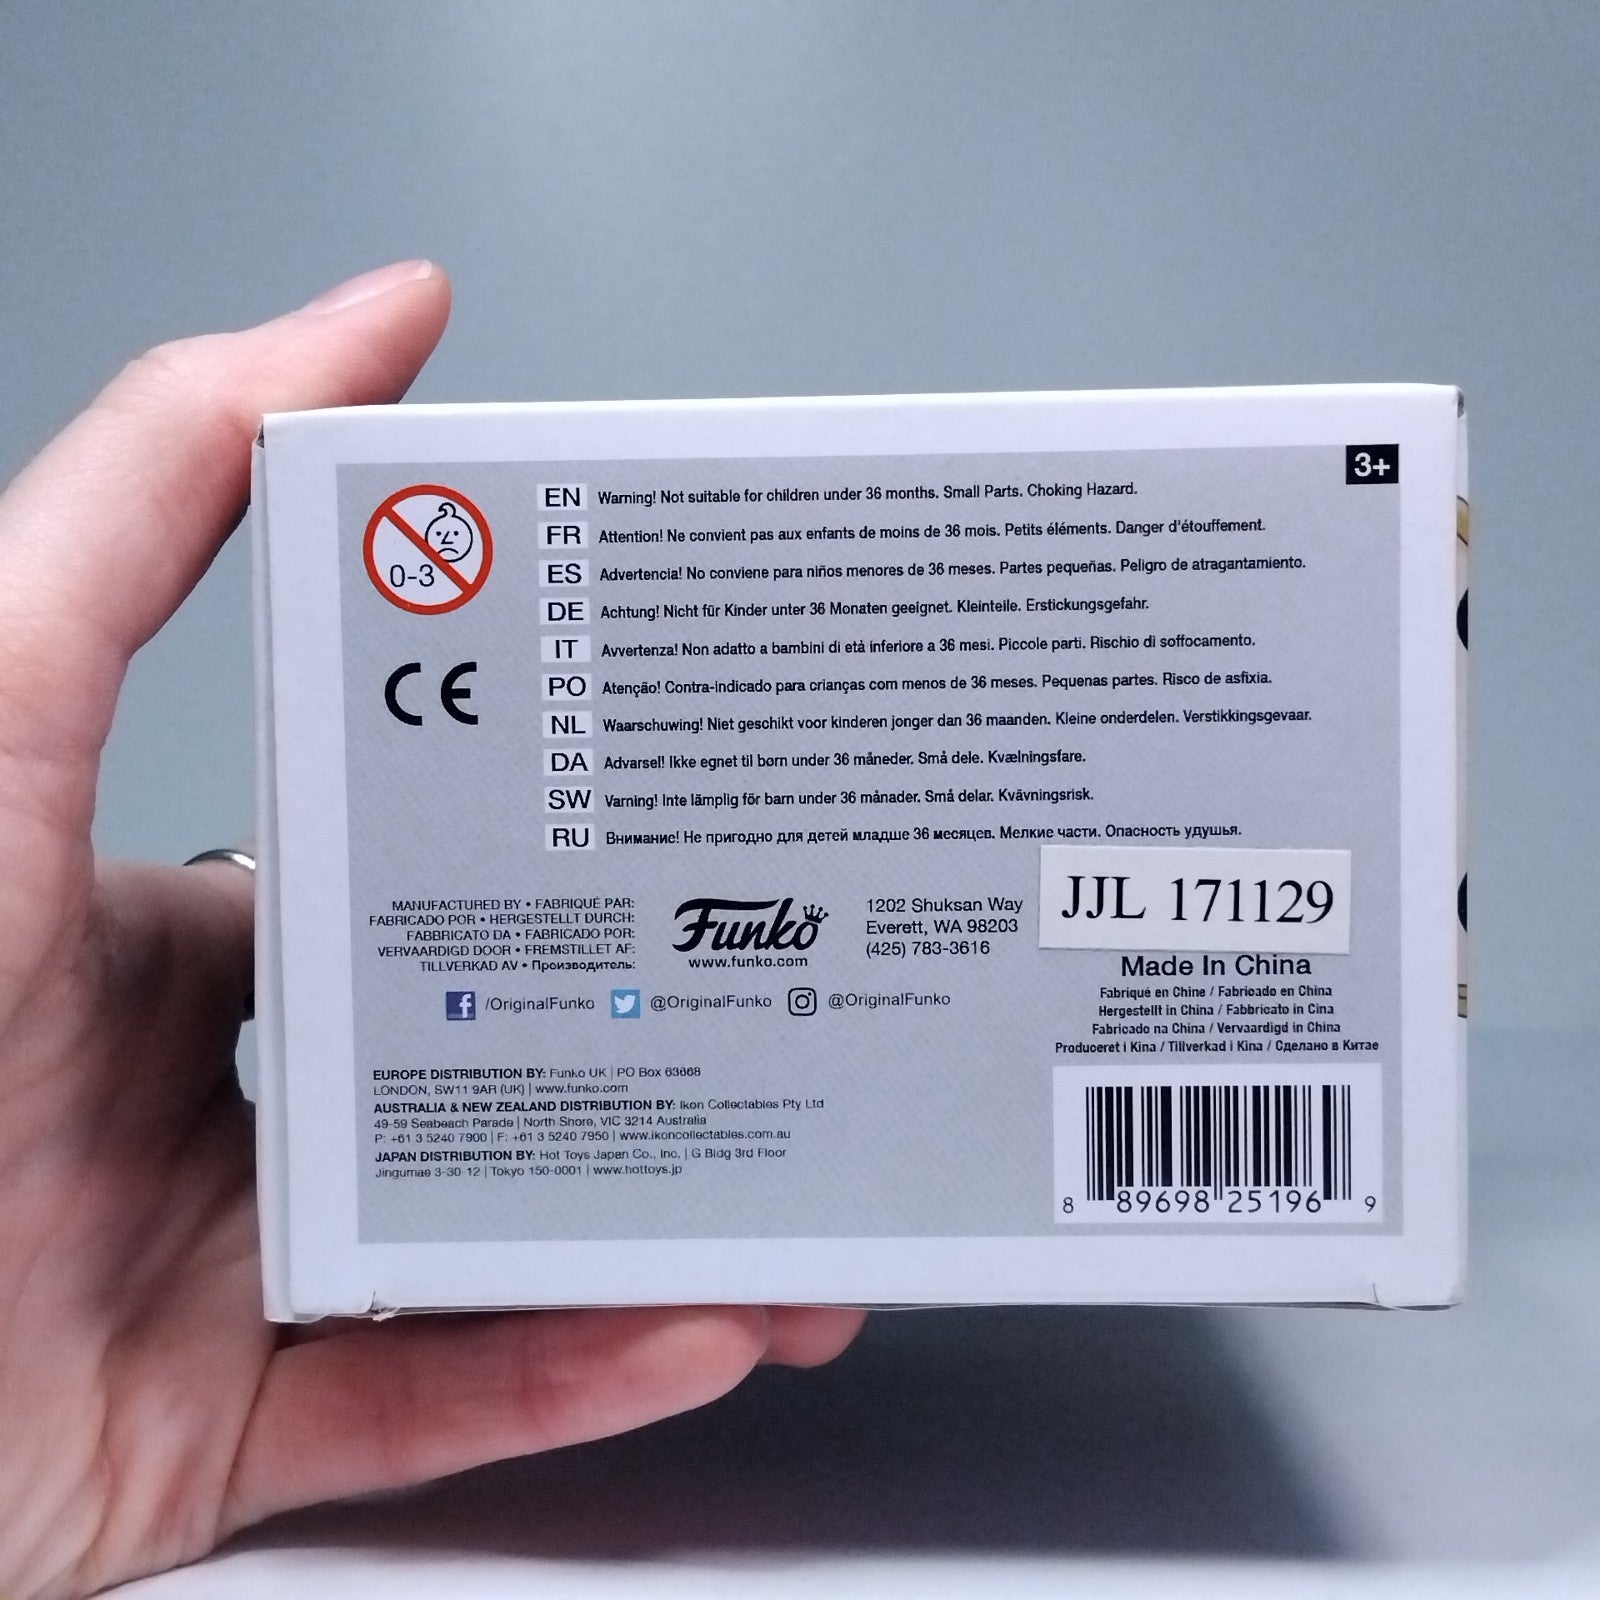 3+
0-3
EN Warning! Not suitable for children under 36 months. Small Parts. Choking Hazard.
FR Attention! Ne convient pas aux enfants de moins de 36 mois. Petits éléments. Danger d'étouffement.
ES Advertencia! No conviene para niños menores de 36 meses. Partes pequeñas. Peligro de atragantamiento.
DE Achtung! Nicht für Kinder unter 36 Monaten geeignet. Kleinteile. Erstickungsgefahr.
IT Avvertenza! Non adatto a bambini di età inferiore a 36 mesi. Piccole parti. Rischio di soffocamento.
PO Atenção! Contra-indicado para crianças com menos de 36 meses. Pequenas partes. Risco de asfixia.
NL Waarschuwing! Niet geschikt voor kinderen jonger dan 36 maanden. Kleine onderdelen. Verstikkingsgevaar.
DA Advarsel! Ikke egnet til børn under 36 måneder. Små dele. Kvælningsfare.
SW Varning! Inte lämplig för barn under 36 månader. Små delar. Kvävningsrisk.
RU Внимание! Не пригодно для детей младше 36 месяцев. Мелкие части. Опасность удушья.
CE
MANUFACTURED BY • FABRIQUÉ PAR:
FABRICADO POR • HERGESTELLT DURCH:
FABBRICATO DA • FABRICADO POR:
VERVAARDIGD DOOR • FREMSTILLET AF:
TILLVERKAD AV • Производитель:
Funko
www.funko.com
1202 Shuksan Way
Everett, WA 98203
(425) 783-3616
JJL 171129
Made In China
Fabriqué en Chine / Fabricado en China
Hergestellt in China / Fabbricato in Cina
Fabricado na China / Vervaardigd in China
Produceret i Kina / Tillverkad i Kina / Сделано в Китае
/OriginalFunko @OriginalFunko @OriginalFunko
EUROPE DISTRIBUTION BY: Funko UK | PO Box 63668
LONDON, SW11 9AR (UK) | www.funko.com
AUSTRALIA & NEW ZEALAND DISTRIBUTION BY: Ikon Collectables Pty Ltd
49-59 Seabeach Parade | North Shore, VIC 3214 Australia
P: +61 3 5240 7900 | F: +61 3 5240 7950 | www.ikoncollectables.com.au
JAPAN DISTRIBUTION BY: Hot Toys Japan Co., Inc. | G Bldg 3rd Floor
Jingumae 3-30-12 | Tokyo 150-0001 | www.hottoys.jp
8 89698 25196 9